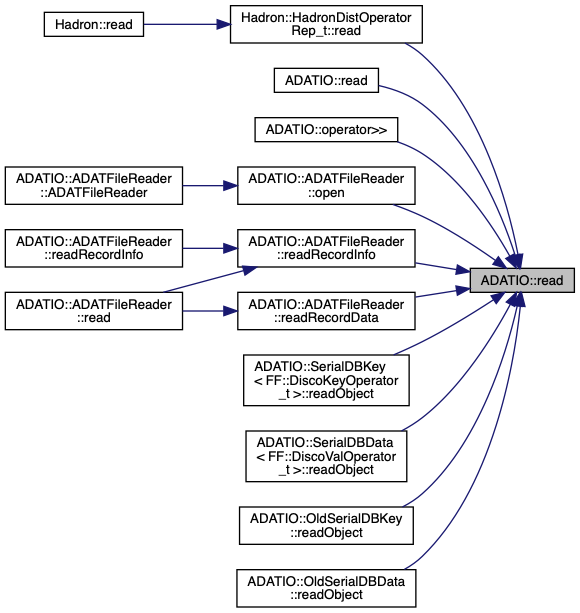 Hadron::read
Hadron::HadronDistOperator
Rep_t::read
ADATIO::read
ADATIO::operator>>
ADATIO::ADATFileReader
::ADATFileReader
ADATIO::ADATFileReader
::open
ADATIO::ADATFileReader
::readRecordInfo
ADATIO::ADATFileReader
::readRecordInfo
ADATIO::read
ADATIO::ADATFileReader
::read
ADATIO::ADATFileReader
::readRecordData
ADATIO::SerialDBKey
< FF::DiscoKeyOperator
_t >::readObject
ADATIO::SerialDBData
< FF::DiscoValOperator
_t >::readObject
ADATIO::OldSerialDBKey
::readObject
ADATIO::OldSerialDBData
::readObject